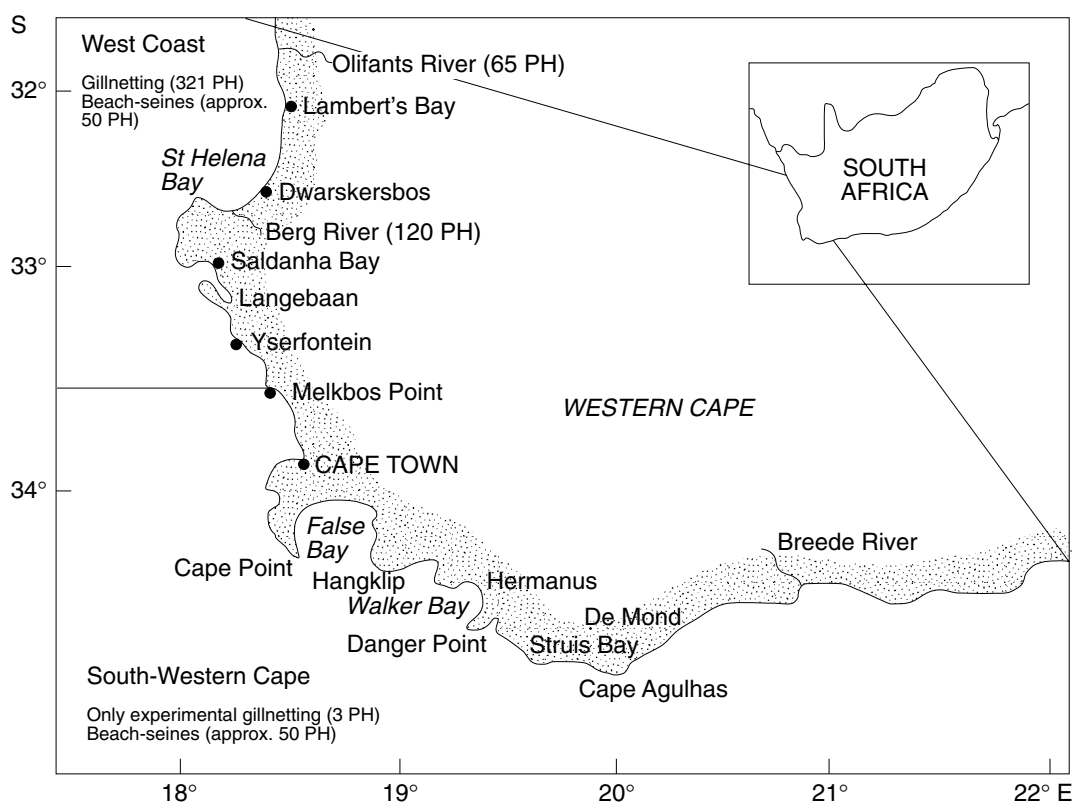 S
West Coast
Gillnetting (321 PH)
Beach-seines (approx.
50 PH)
Olifants River (65 PH)
32°
Lambert's Bay
St Helena
Bay
Dwarskersbos
Berg River (120 PH)
33°
Saldanha Bay
Langebaan
Yserfontein
Melkbos Point
SOUTH
AFRICA
WESTERN CAPE
34°
CAPE TOWN
False
Bay
Cape Point
Hangklip
Hermanus
Walker Bay
Danger Point
Breede River
De Mond
Struis Bay
Cape Agulhas
South-Western Cape
Only experimental gillnetting (3 PH)
Beach-seines (approx. 50 PH)
18° 19° 20° 21° 22° E